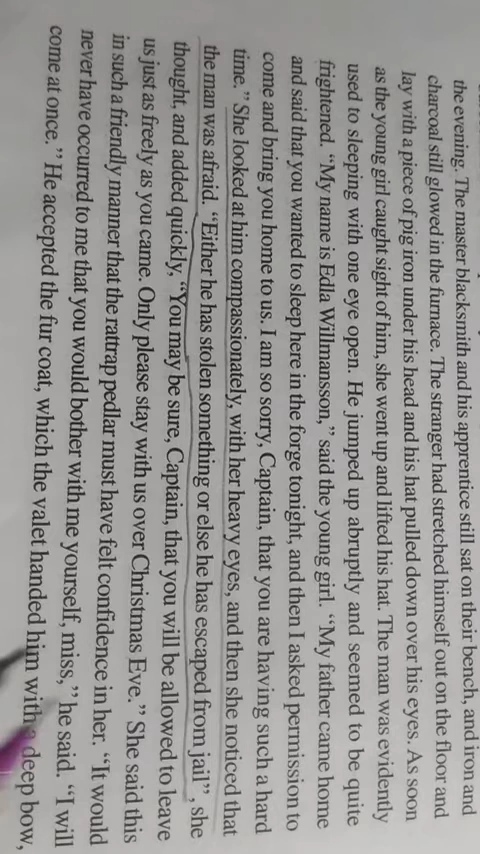 the evening. The master blacksmith and his apprentice still sat on their bench, and iron and
charcoal still glowed in the furnace. The stranger had stretched himself out on the floor and
lay with a piece of pig iron under his head and his hat pulled down over his eyes. As soon
as the young girl caught sight of him, she went up and lifted his hat. The man was evidently
used to sleeping with one eye open. He jumped up abruptly and seemed to be quite
frightened. “My name is Edla Willmansson,” said the young girl. “My father came home
and said that you wanted to sleep here in the forge tonight, and then I asked permission to
come and bring you home to us. I am so sorry, Captain, that you are having such a hard
time.” She looked at him compassionately, with her heavy eyes, and then she noticed that
the man was afraid. “Either he has stolen something or else he has escaped from jail”, she
thought, and added quickly, “You may be sure, Captain, that you will be allowed to leave
us just as freely as you came. Only please stay with us over Christmas Eve.” She said this
in such a friendly manner that the rattrap pedlar must have felt confidence in her. “It would
never have occurred to me that you would bother with me yourself, miss,” he said. “I will
come at once.” He accepted the fur coat, which the valet handed him with a deep bow,